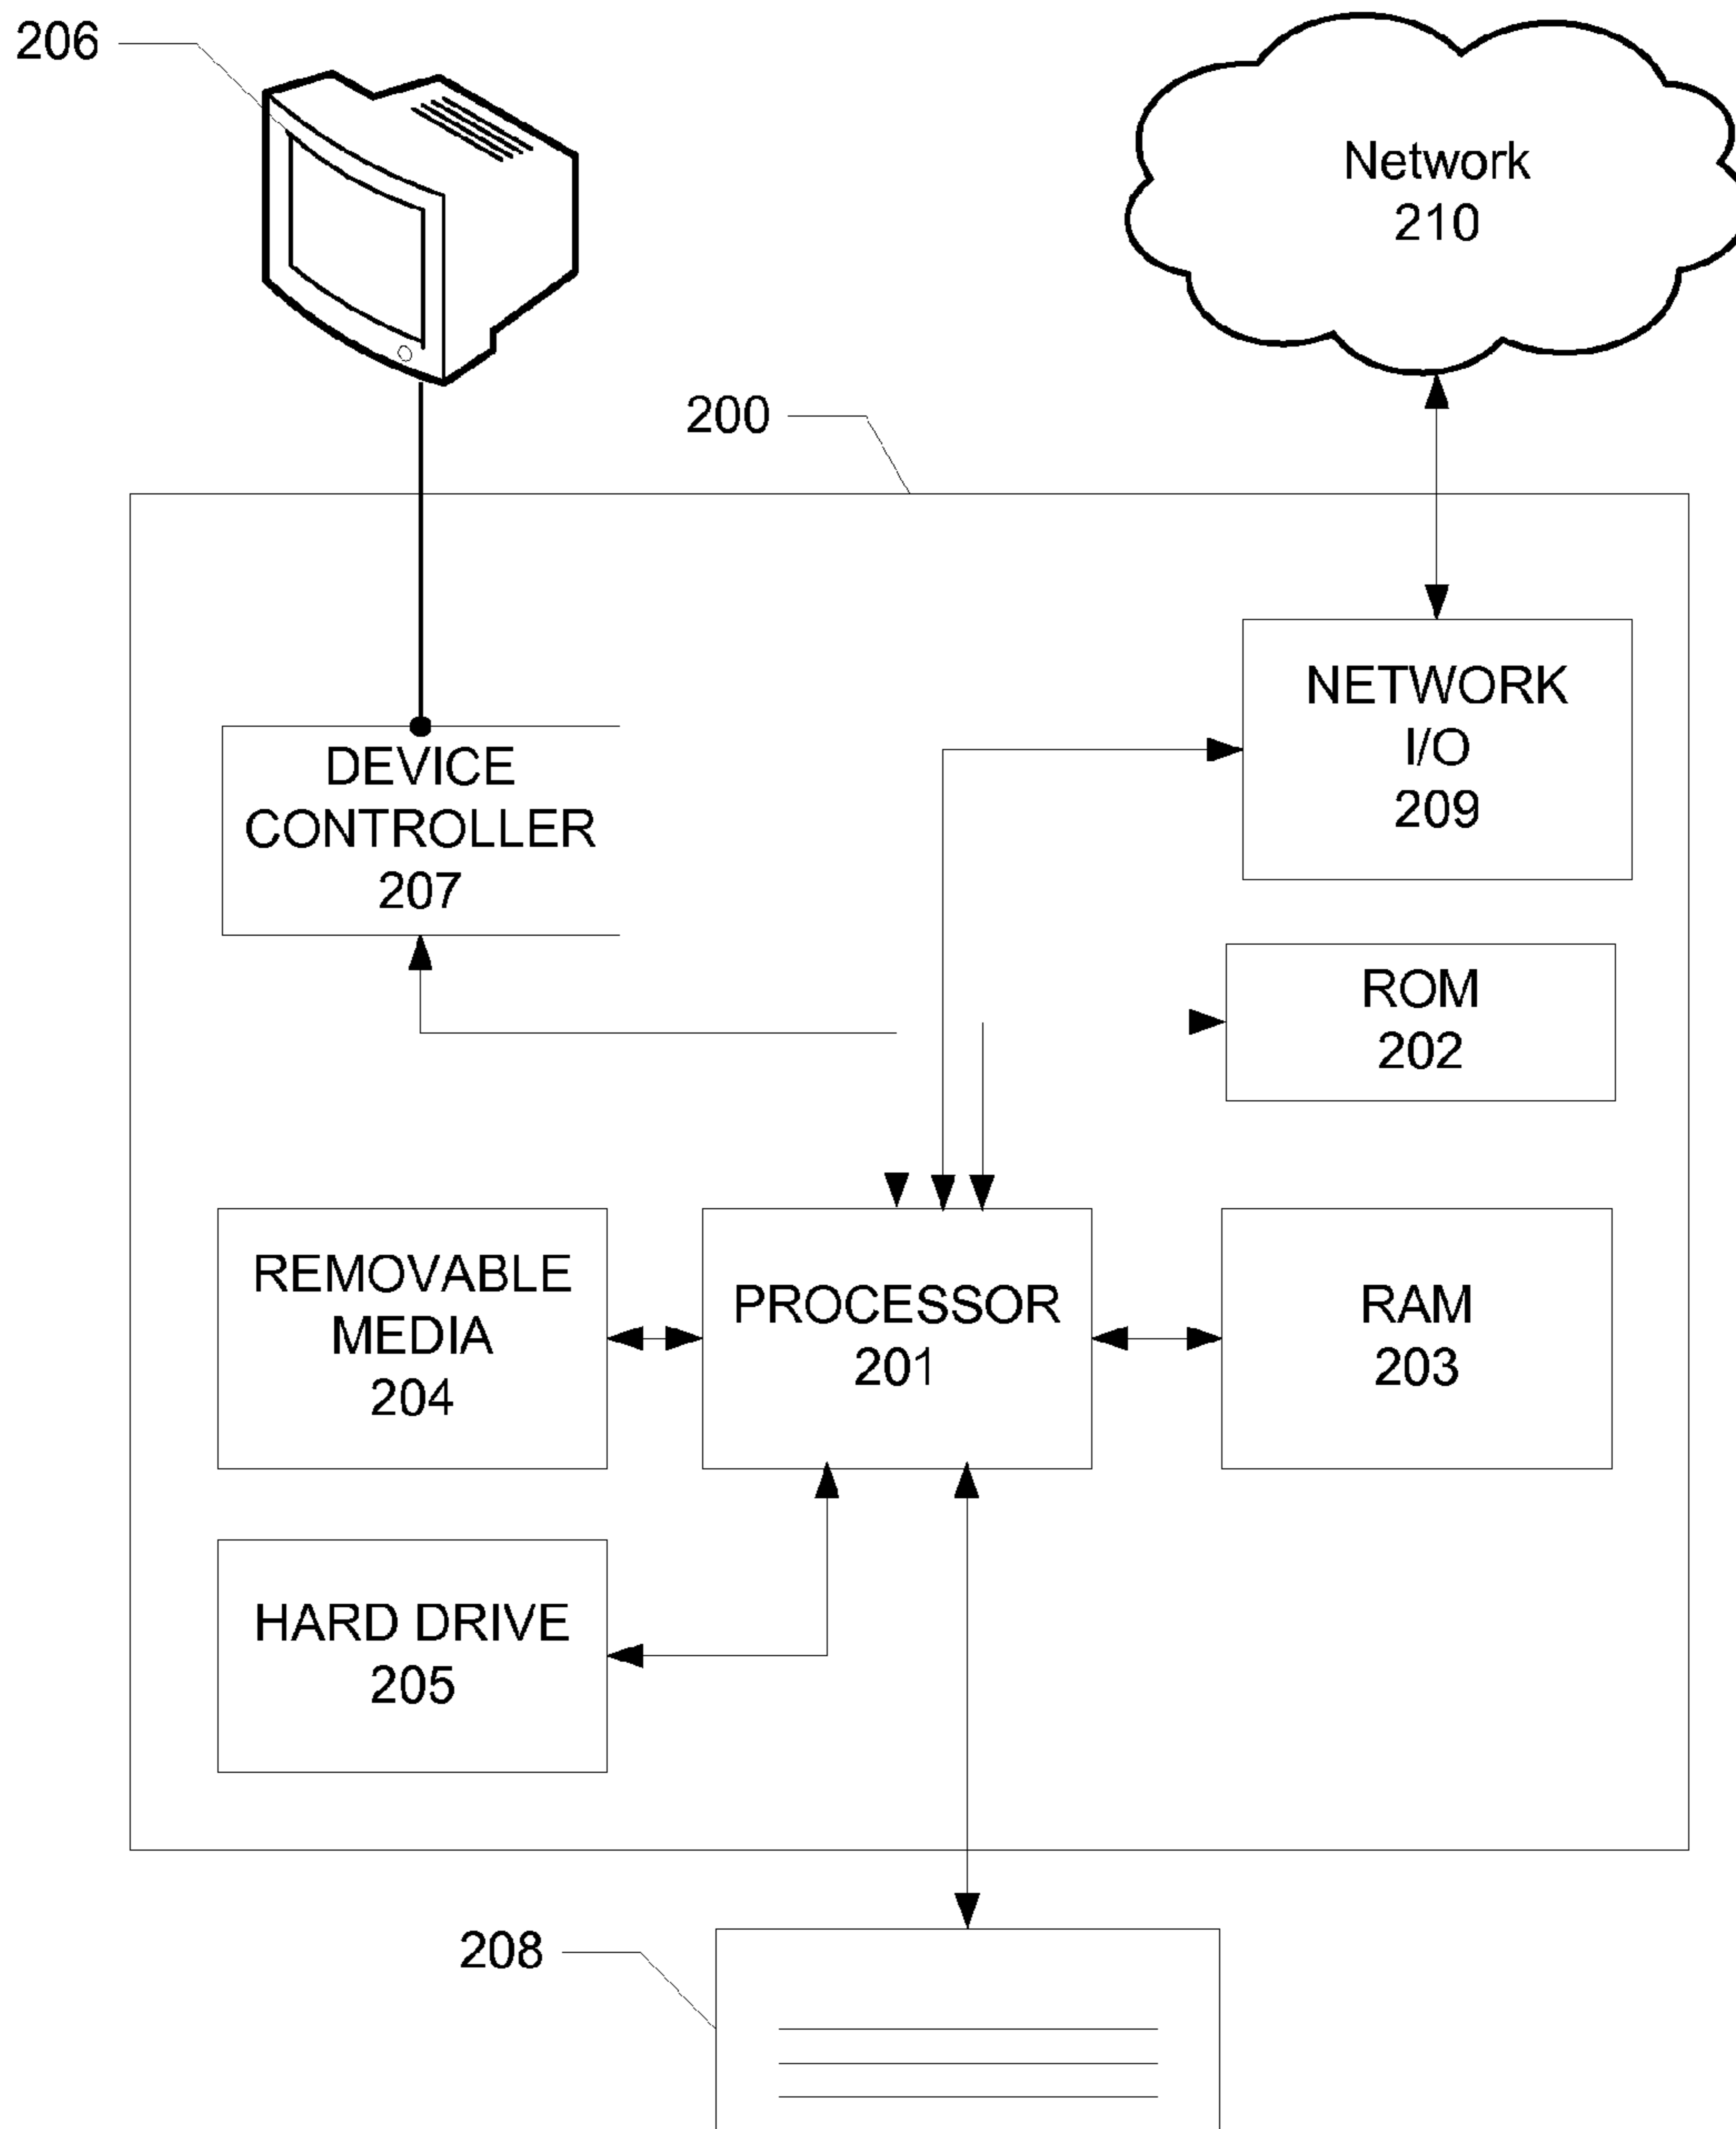 206
Network
210
200
NETWORK
I/O
209
DEVICE
CONTROLLER
207
ROM
202
REMOVABLE
MEDIA
204
PROCESSOR
201
RAM
203
HARD DRIVE
205
208